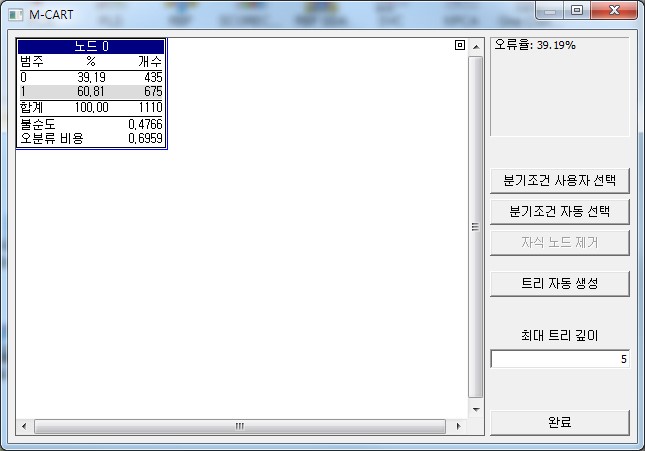 M-CART
노드 0
범주 % 개수
0 39,19 435
1 60,81 675
합계 100,00 1110
불순도 0,4766
오분류 비용 0,6959
오류율: 39.19%
분기조건 사용자 선택
분기조건 자동 선택
자식 노드 제거
트리 자동 생성
최대 트리 깊이
5
완료